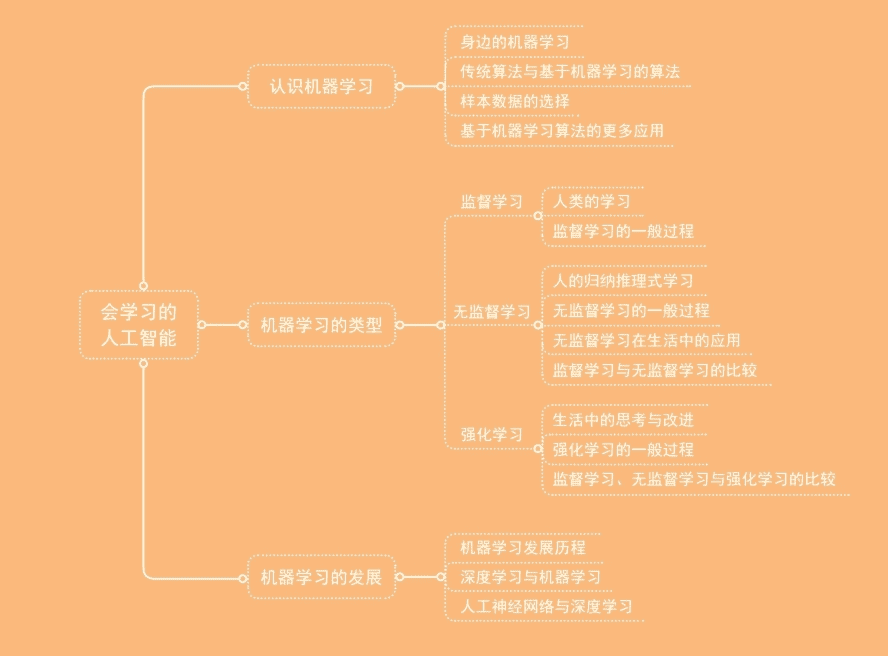 会学习的
人工智能
认识机器学习
身边的机器学习
传统算法与基于机器学习的算法
样本数据的选择
基于机器学习算法的更多应用
机器学习的类型
监督学习
人类的学习
监督学习的一般过程
无监督学习
人的归纳推理式学习
无监督学习的一般过程
无监督学习在生活中的应用
监督学习与无监督学习的比较
强化学习
生活中的思考与改进
强化学习的一般过程
监督学习、无监督学习与强化学习的比较
机器学习的发展
机器学习发展历程
深度学习与机器学习
人工神经网络与深度学习